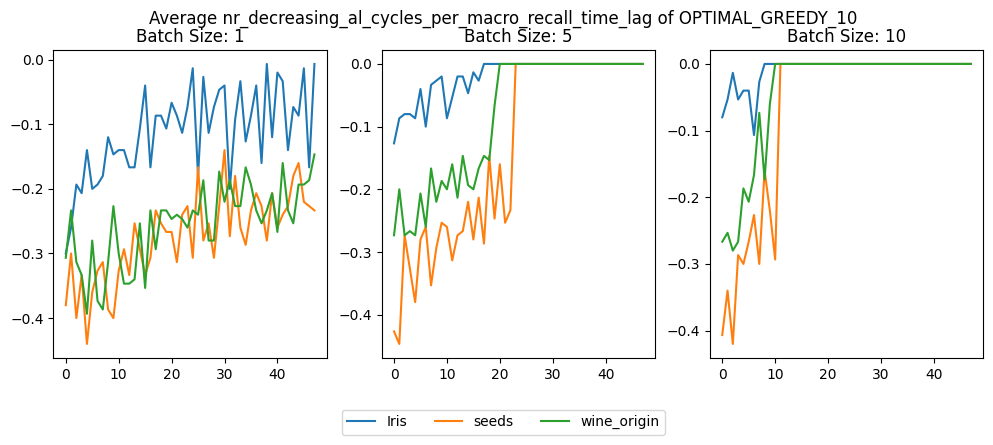 Average nr_decreasing_al_cycles_per_macro_recall_time_lag of OPTIMAL_GREEDY_10
Batch Size: 1
0.0
−0.1
−0.2
−0.3
−0.4
0 10 20 30 40
Batch Size: 5
0.0
−0.1
−0.2
−0.3
−0.4
0 10 20 30 40
Batch Size: 10
0.0
−0.1
−0.2
−0.3
−0.4
0 10 20 30 40
Iris seeds wine_origin